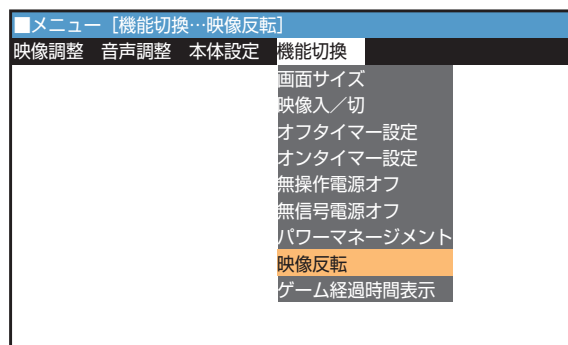 ■メニュー [機能切換…映像反転]
映像調整 音声調整 本体設定 機能切換
画面サイズ
映像入／切
オフタイマー設定
オンタイマー設定
無操作電源オフ
無信号電源オフ
パワーマネージメント
映像反転
ゲーム経過時間表示